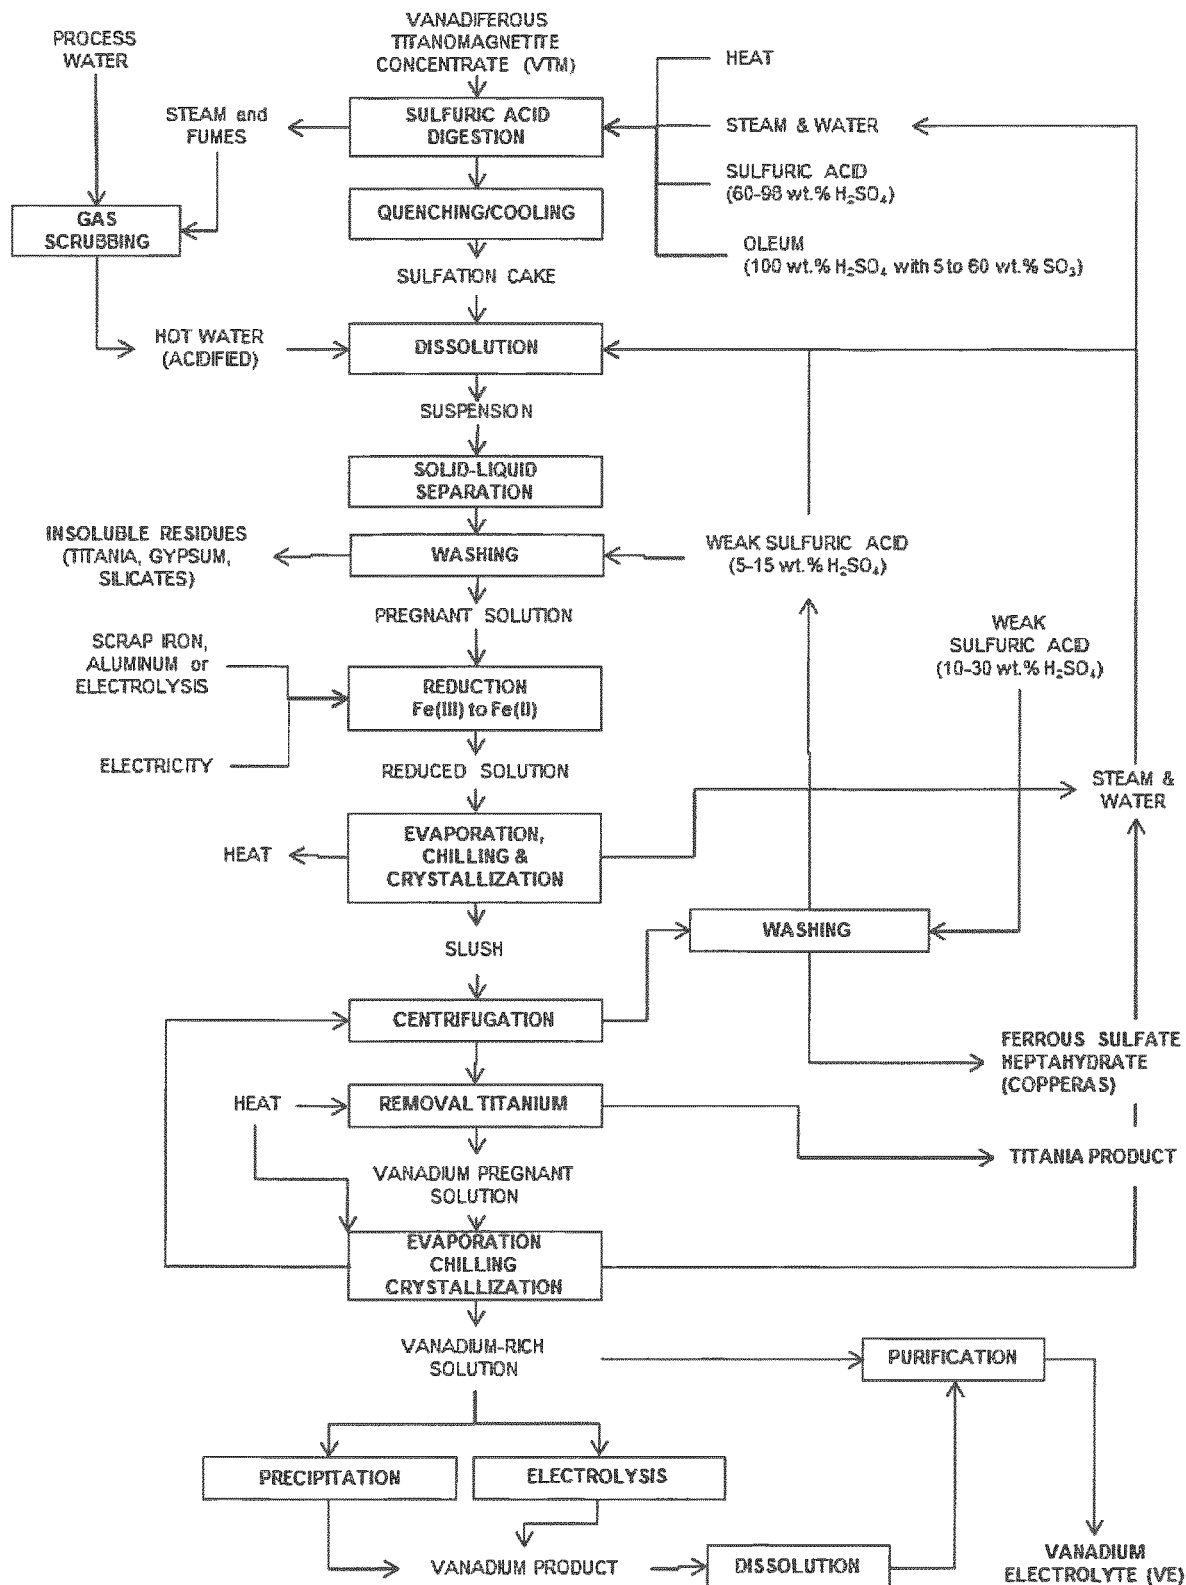 VANADIFEROUS
TITANOMAGNETITE
CONCENTRATE (VTM)
PROCESS
WATER
HEAT
STEAM and
FUMES
SULFURIC ACID
DIGESTION
STEAM & WATER
SULFURIC ACID
(60-98 wt.% H₂SO₄)
QUENCHING/COOLING
GAS
SCRUBBING
OLEUM
(100 wt.% H₂SO₄ with 5 to 60 wt.% SO₃)
SULFATION CAKE
HOT WATER
(ACIDIFIED)
DISSOLUTION
SUSPENSION
SOLID-LIQUID
SEPARATION
INSOLUBLE RESIDUES
(TITANIA, GYPSUM,
SILICATES)
WASHING
WEAK SULFURIC ACID
(5-15 wt.% H₂SO₄)
PREGNANT SOLUTION
WEAK
SULFURIC ACID
(10-30 wt.% H₂SO₄)
SCRAP IRON,
ALUMINUM or
ELECTROLYSIS
REDUCTION
Fe(III) to Fe(II)
ELECTRICITY
REDUCED SOLUTION
STEAM &
WATER
HEAT
EVAPORATION,
CHILLING &
CRYSTALLIZATION
WASHING
SLUSH
CENTRIFUGATION
FERROUS SULFATE
HEPTAHYDRATE
(COPPERAS)
HEAT
REMOVAL TITANIUM
TITANIA PRODUCT
VANADIUM PREGNANT
SOLUTION
EVAPORATION
CHILLING
CRYSTALLIZATION
VANADIUM-RICH
SOLUTION
PURIFICATION
PRECIPITATION
ELECTROLYSIS
VANADIUM PRODUCT
DISSOLUTION
VANADIUM
ELECTROLYTE (VE)